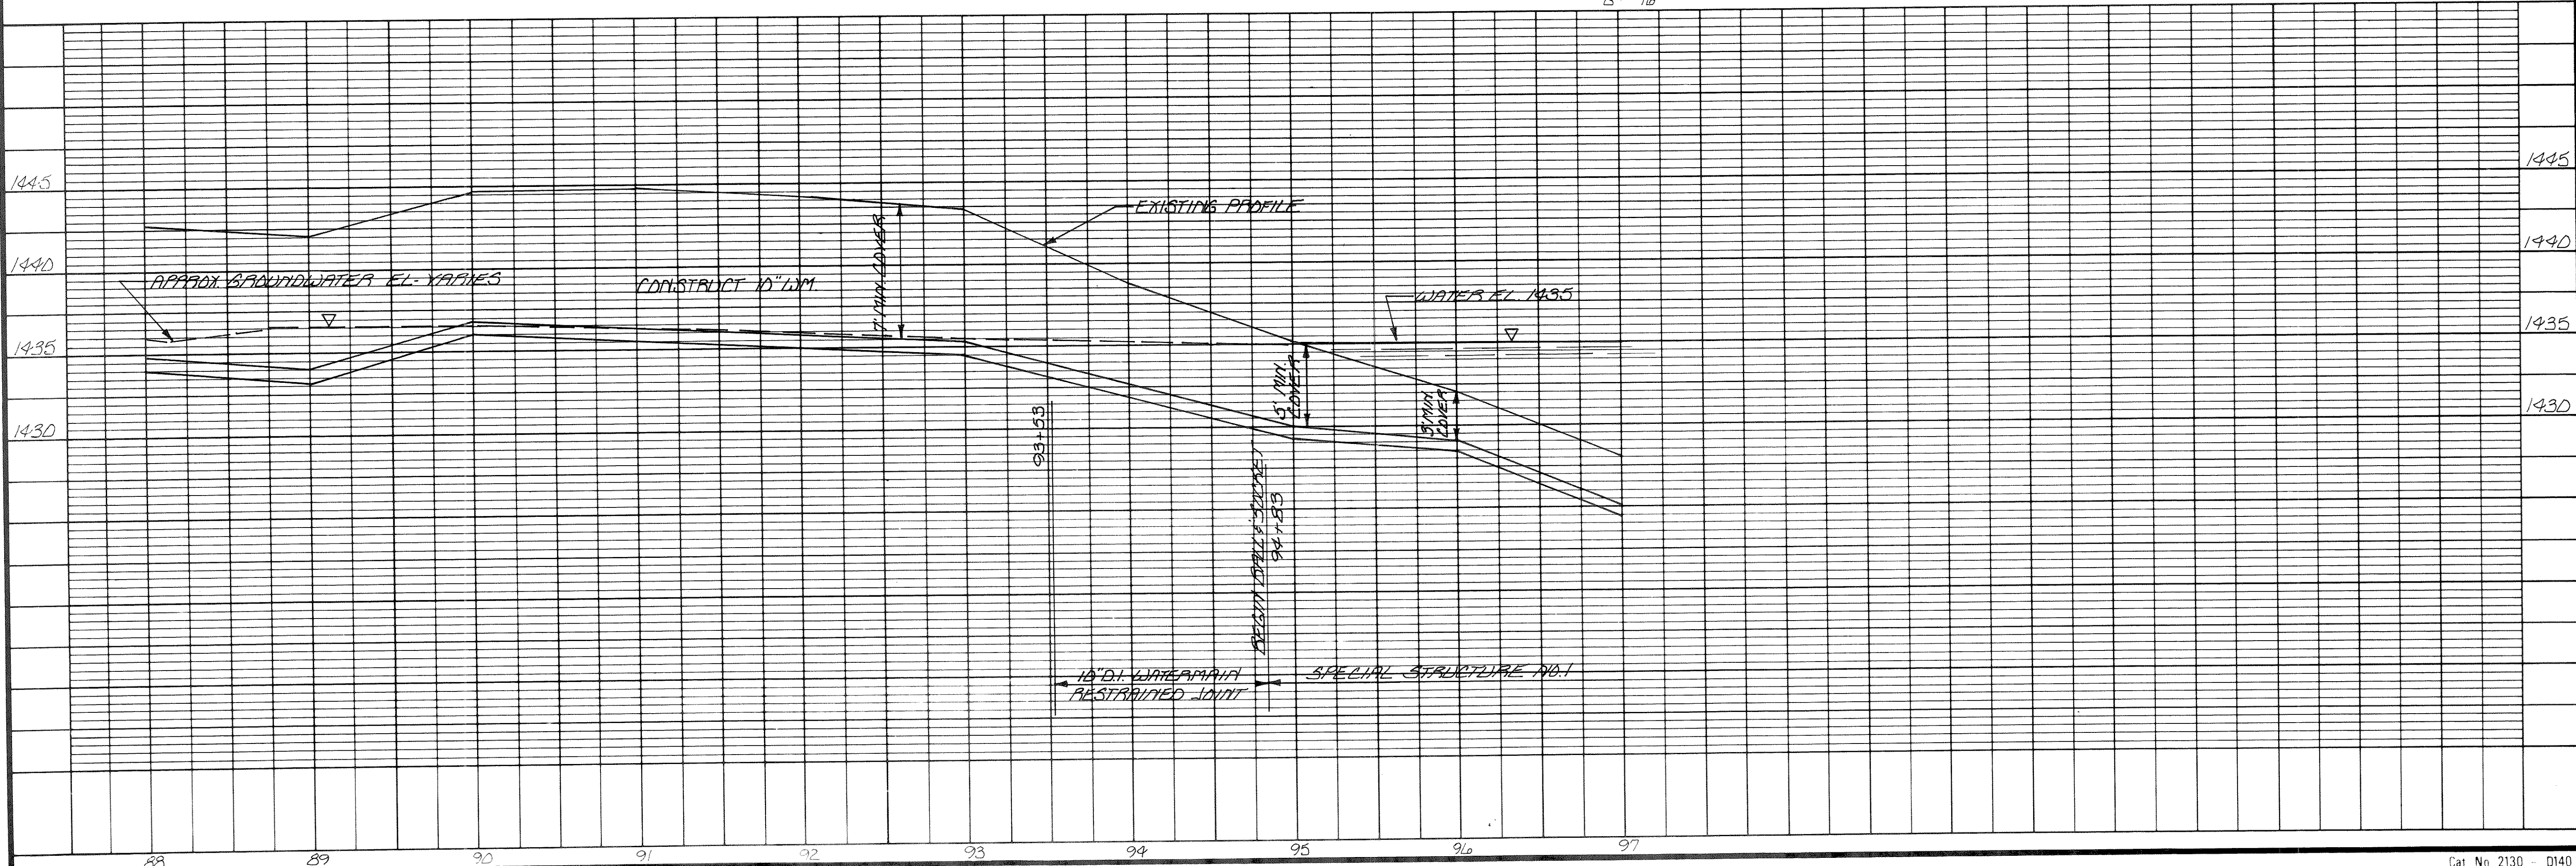 1445
1445
EXISTING PROFILE
7' MIN. COVER
1440
1440
APPROX. GROUNDWATER EL- VARIES
CONSTRUCT 10" W.M.
WATER EL. 1435
1435
1435
5' MIN.
COVER
3' MIN
COVER
1430
1430
93+53
BEGIN BALL & SOCKET
94+83
10" D.I. WATERMAIN
RESTRAINED JOINT
SPECIAL STRUCTURE NO. 1
88 89 90 91 92 93 94 95 96 97
Cat. No. 2130 - 0140